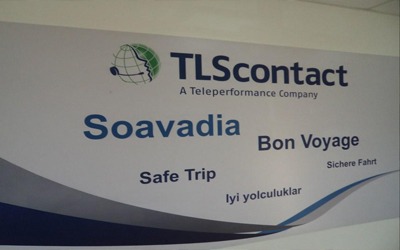 TLScontact
A Teleperformance Company
Soavadia
Bon Voyage
Sichere Fahrt
Safe Trip
Iyi yolculuklar